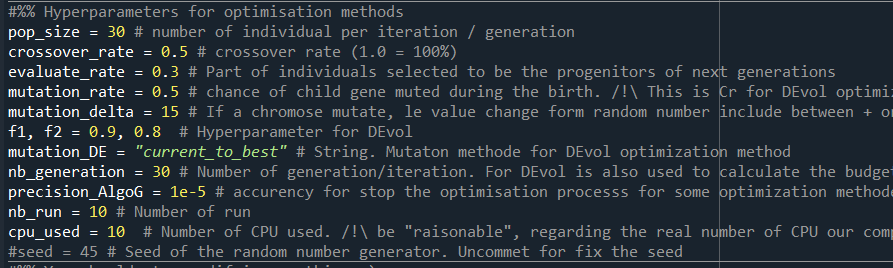 #%% Hyperparameters for optimisation methods
pop_size = 30 # number of individual per iteration / generation
crossover_rate = 0.5 # crossover rate (1.0 = 100%)
evaluate_rate = 0.3 # Part of individuals selected to be the progenitors of next generations
mutation_rate = 0.5 # chance of child gene muted during the birth. /!\ This is Cr for DEvol optimi
mutation_delta = 15 # If a chromose mutate, le value change form random number include between + o
f1, f2 = 0.9, 0.8  # Hyperparameter for DEvol
mutation_DE = "current_to_best" # String. Mutaton methode for DEvol optimization method
nb_generation = 30 # Number of generation/iteration. For DEvol is also used to calculate the budge
precision_AlgoG = 1e-5 # accurency for stop the optimisation processs for some optimization method
nb_run = 10 # Number of run
cpu_used = 10  # Number of CPU used. /!\ be "raisonable", regarding the real number of CPU our com
#seed = 45 # Seed of the random number generator. Uncommet for fix the seed